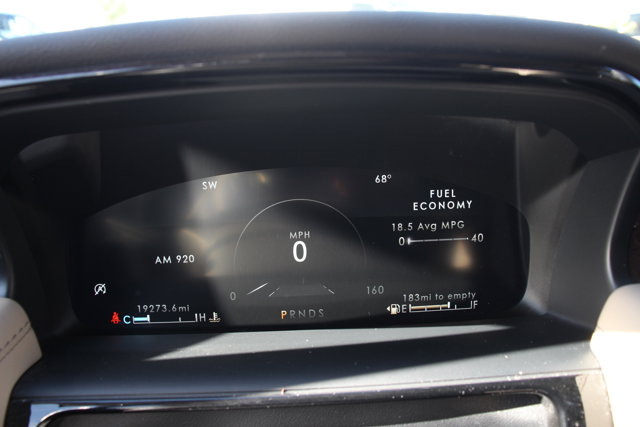 SW
68°
FUEL
ECONOMY
18.5 Avg MPG
0 40
MPH
0
AM 920
0 160
19273.6mi
183mi to empty
C H
PRNDS
E F